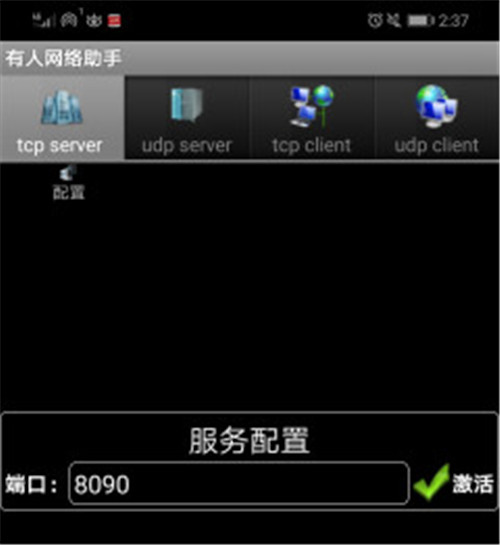 2:37
有人网络助手
tcp server
udp server
tcp client
udp client
配置
服务配置
端口：8090 激活